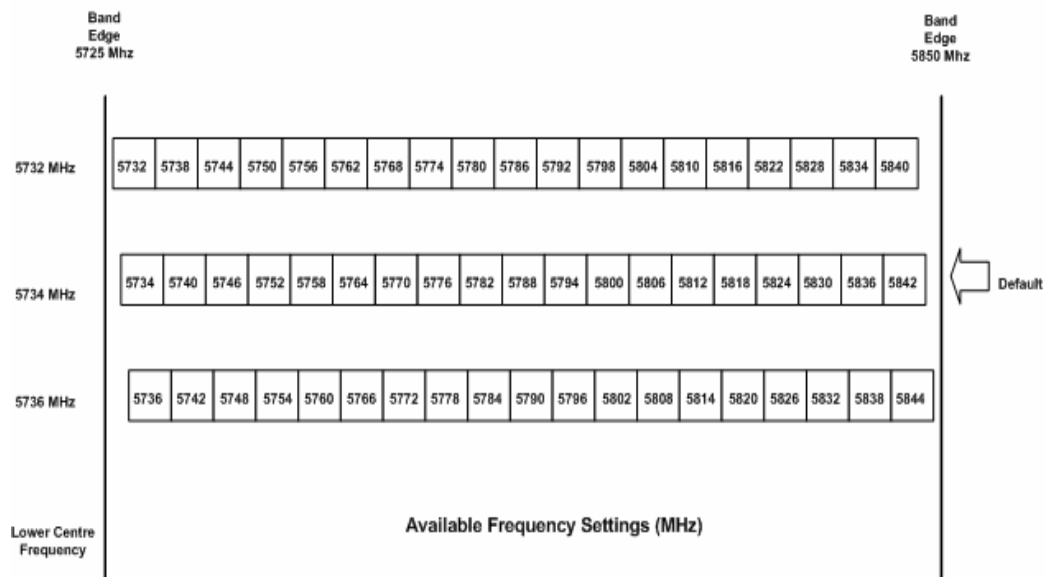 Band
Edge
5725 Mhz
Band
Edge
5850 Mhz
5732 MHz
5732 5738 5744 5750 5756 5762 5768 5774 5780 5786 5792 5798 5804 5810 5816 5822 5828 5834 5840
5734 MHz
5734 5740 5746 5752 5758 5764 5770 5776 5782 5788 5794 5800 5806 5812 5818 5824 5830 5836 5842
Default
5736 MHz
5736 5742 5748 5754 5760 5766 5772 5778 5784 5790 5796 5802 5808 5814 5820 5826 5832 5838 5844
Lower Centre
Frequency
Available Frequency Settings (MHz)